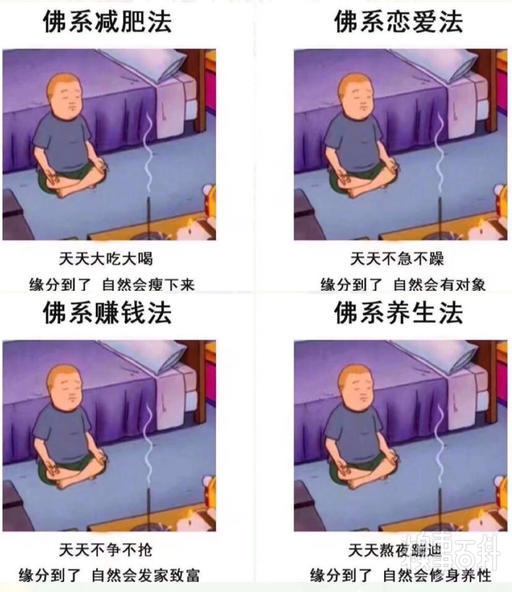 佛系减肥法
佛系恋爱法
天天大吃大喝
缘分到了 自然会瘦下来
天天不急不躁
缘分到了 自然会有对象
佛系赚钱法
佛系养生法
天天不争不抢
缘分到了 自然会发家致富
天天熬夜蹦迪
缘分到了 自然会修身养性
糗事百科